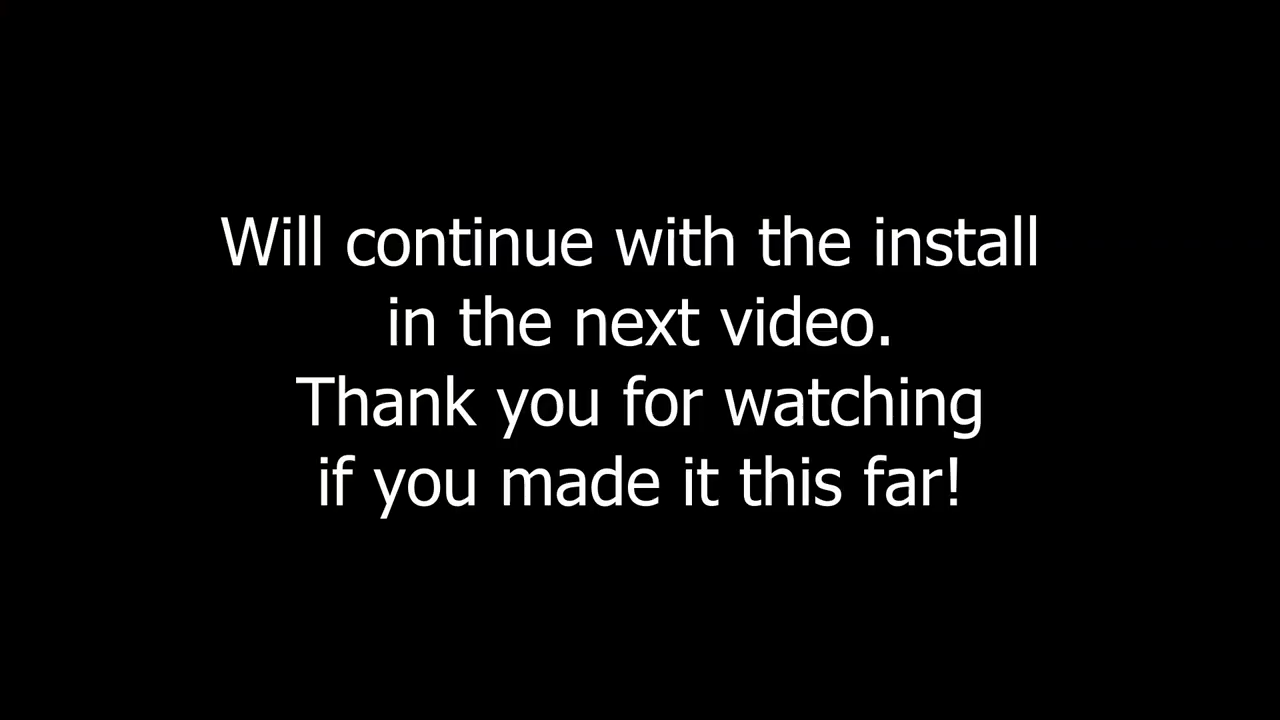 Will continue with the install
in the next video.
Thank you for watching
if you made it this far!